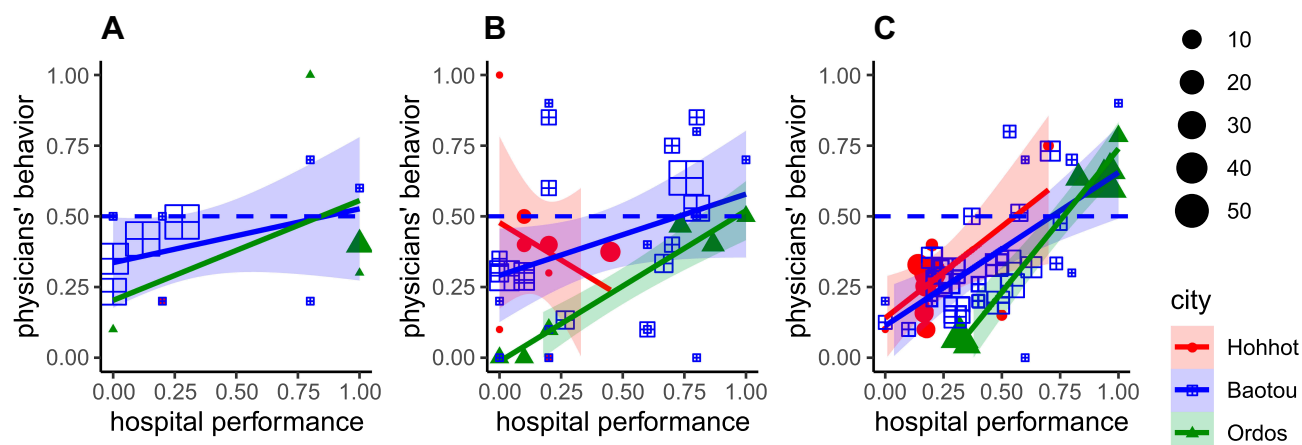 A
physicians' behavior
1.00
0.75
0.50
0.25
0.00
0.00 0.25 0.50 0.75 1.00
hospital performance
B
physicians' behavior
1.00
0.75
0.50
0.25
0.00
0.00 0.25 0.50 0.75 1.00
hospital performance
C
physicians' behavior
1.00
0.75
0.50
0.25
0.00
0.00 0.25 0.50 0.75 1.00
hospital performance
10
20
30
40
50
city
Hohhot
Baotou
Ordos